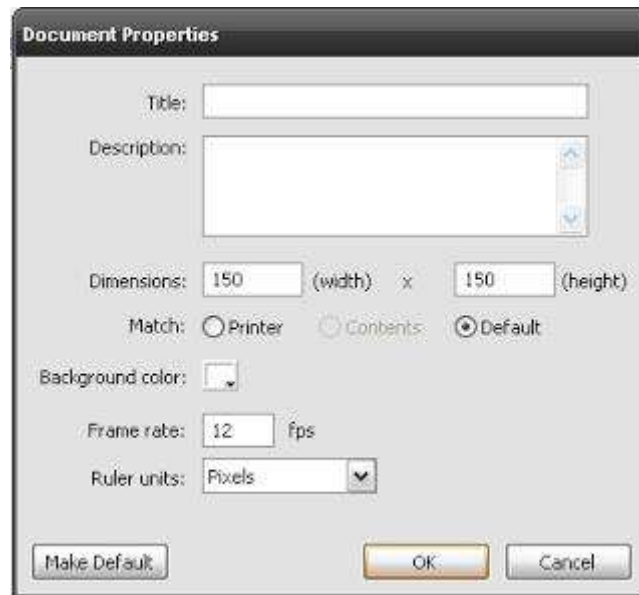 Document Properties
Title:
Description:
Dimensions: 150 (width) x 150 (height)
Match: Printer Contents Default
Background color:
Frame rate: 12 fps
Ruler units: Pixels
Make Default OK Cancel